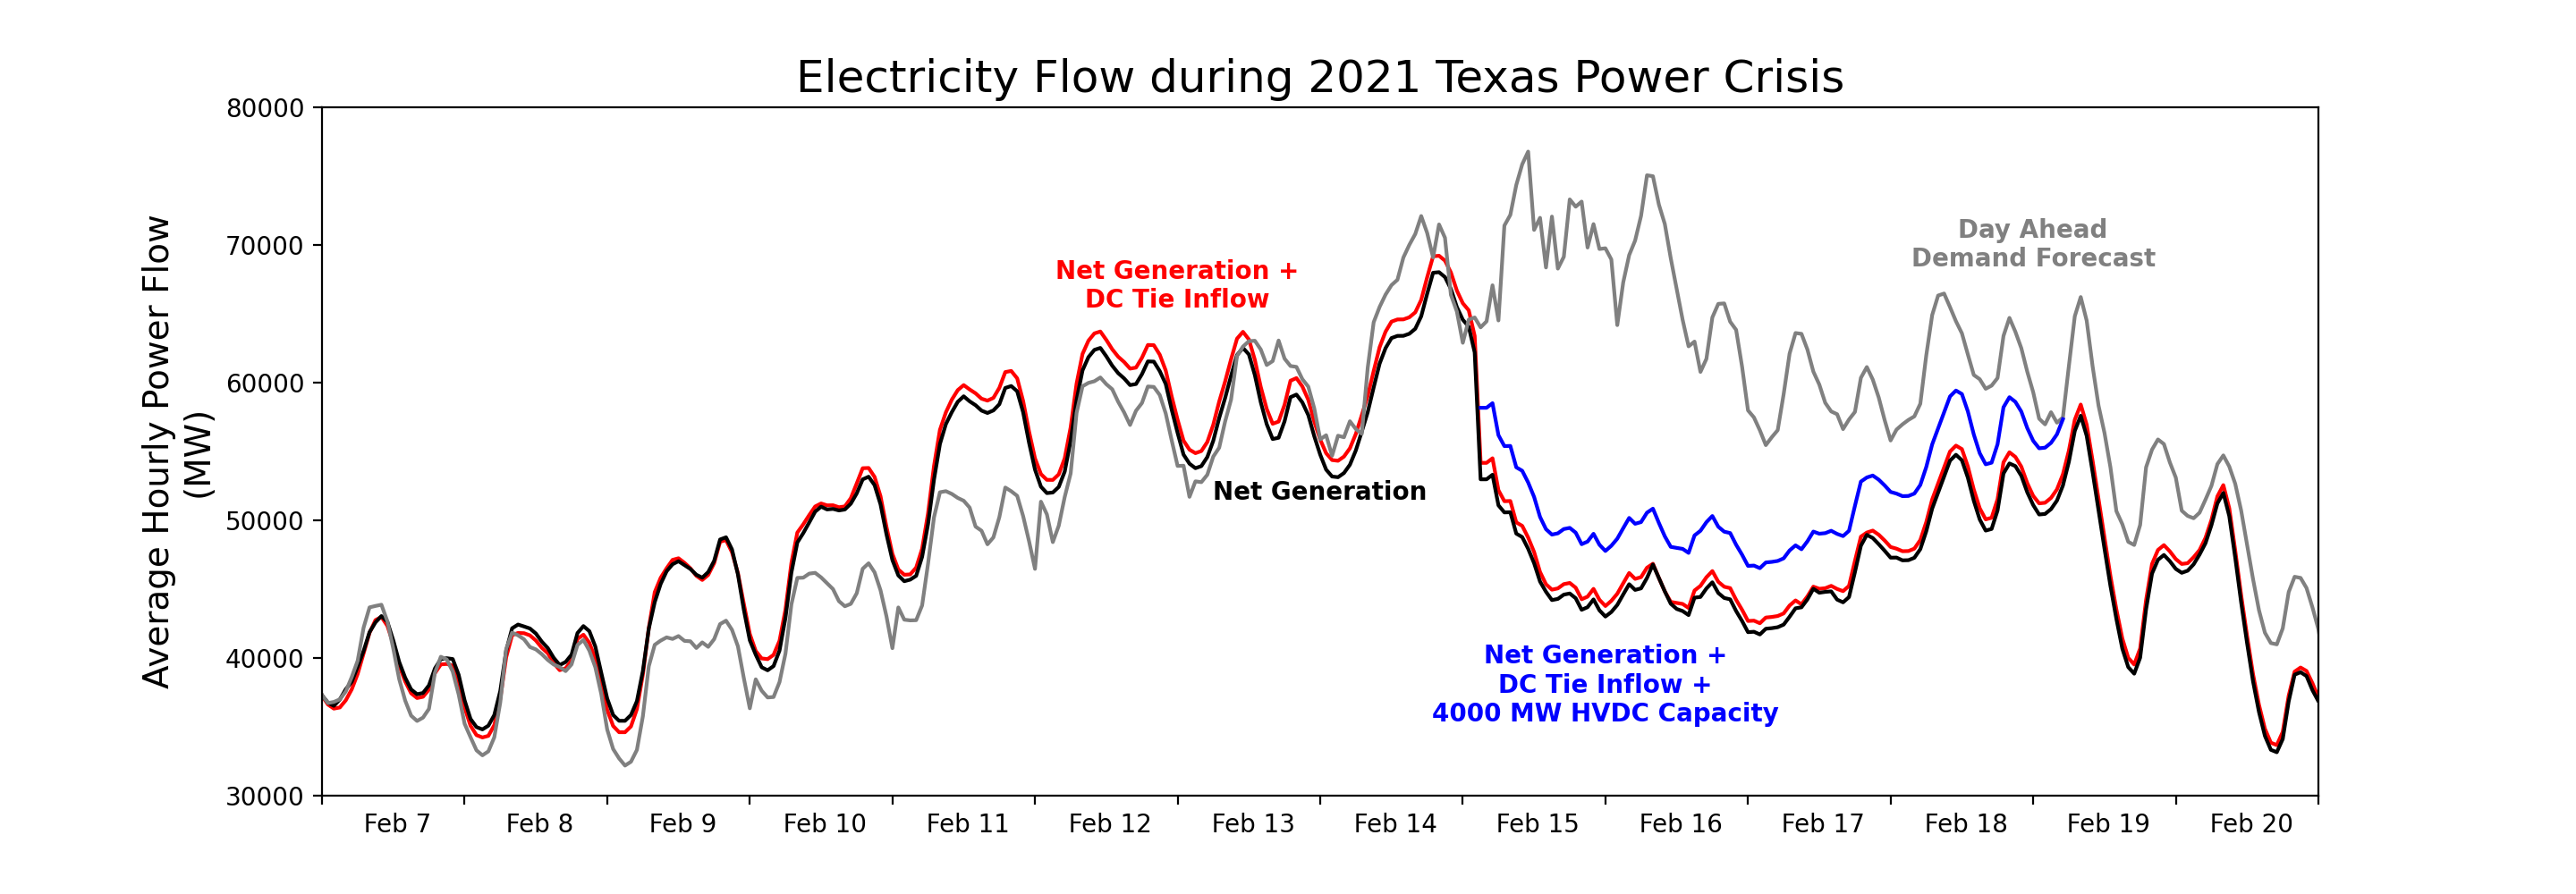 Electricity Flow during 2021 Texas Power Crisis
Average Hourly Power Flow
(MW)
80000
70000
60000
50000
40000
30000
Net Generation +
DC Tie Inflow
Net Generation
Day Ahead
Demand Forecast
Net Generation +
DC Tie Inflow +
4000 MW HVDC Capacity
Feb 7
Feb 8
Feb 9
Feb 10
Feb 11
Feb 12
Feb 13
Feb 14
Feb 15
Feb 16
Feb 17
Feb 18
Feb 19
Feb 20